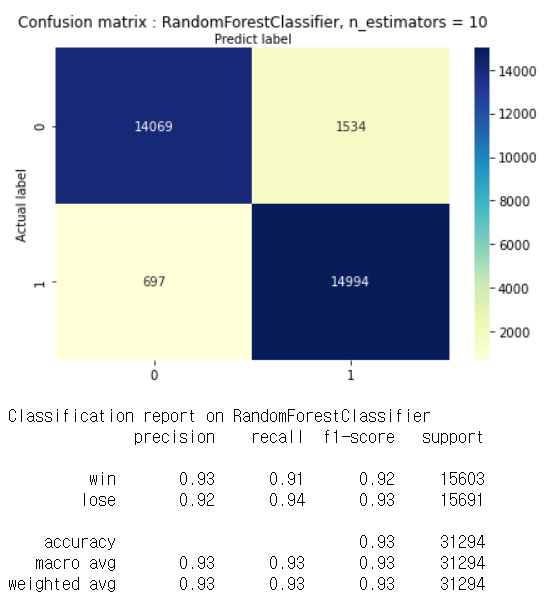 Confusion matrix : RandomForestClassifier, n_estimators = 10
Predict label
14069 1534
697 14994
0
1
Actual label
0 1
14000
12000
10000
8000
6000
4000
2000
Classification report on RandomForestClassifier
precision recall f1-score support
win 0.93 0.91 0.92 15603
lose 0.92 0.94 0.93 15691
accuracy 0.93 31294
macro avg 0.93 0.93 0.93 31294
weighted avg 0.93 0.93 0.93 31294